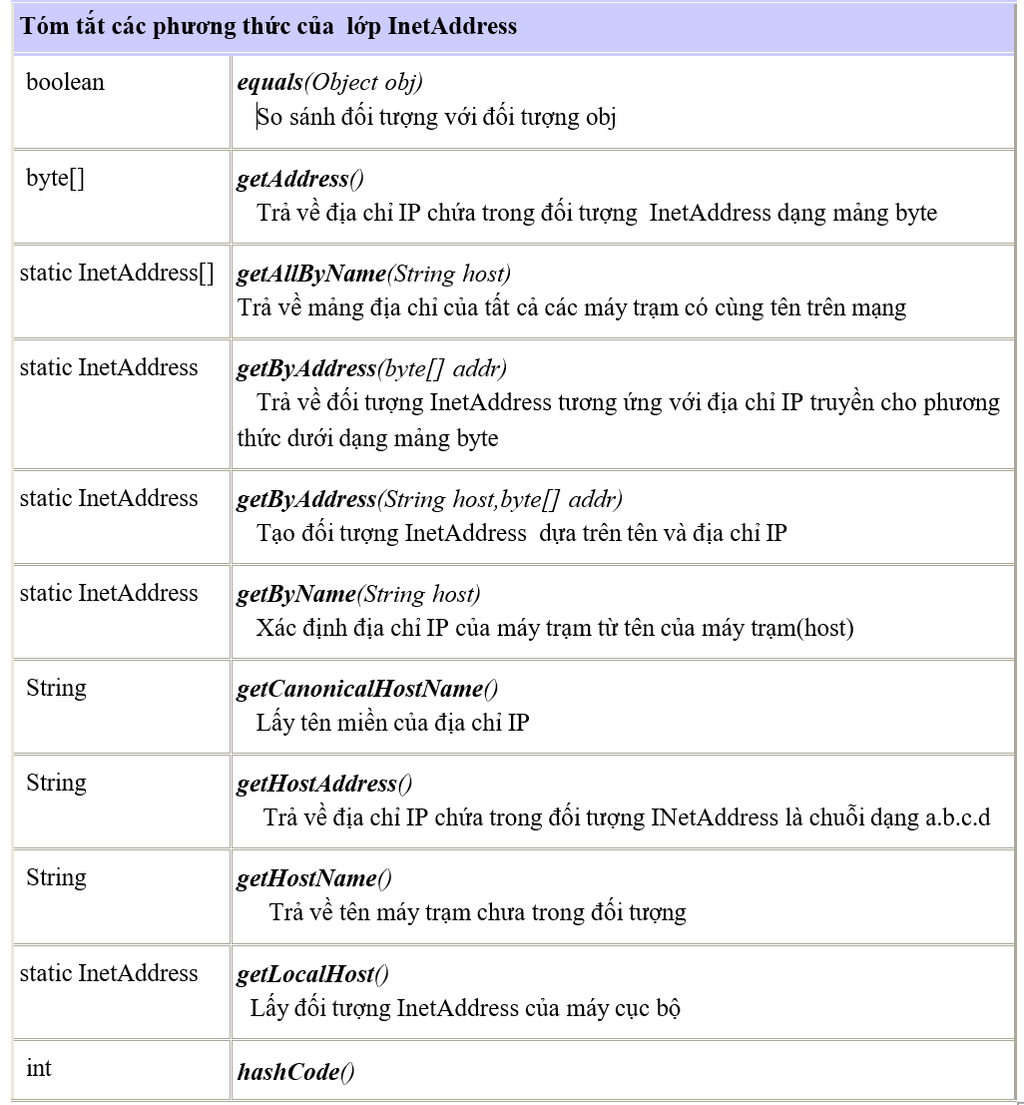 Tóm tắt các phương thức của lớp InetAddress
boolean
equals(Object obj)
So sánh đối tượng với đối tượng obj
byte[]
getAddress()
Trả về địa chỉ IP chứa trong đối tượng InetAddress dạng mảng byte
static InetAddress[]
getAllByName(String host)
Trả về mảng địa chỉ của tất cả các máy trạm có cùng tên trên mạng
static InetAddress
getByAddress(byte[] addr)
Trả về đối tượng InetAddress tương ứng với địa chỉ IP truyền cho phương
thức dưới dạng mảng byte
static InetAddress
getByAddress(String host,byte[] addr)
Tạo đối tượng InetAddress dựa trên tên và địa chỉ IP
static InetAddress
getByName(String host)
Xác định địa chỉ IP của máy trạm từ tên của máy trạm(host)
String
getCanonicalHostName()
Lấy tên miền của địa chỉ IP
String
getHostAddress()
Trả về địa chỉ IP chứa trong đối tượng INetAddress là chuỗi dạng a.b.c.d
String
getHostName()
Trả về tên máy trạm chưa trong đối tượng
static InetAddress
getLocalHost()
Lấy đối tượng InetAddress của máy cục bộ
int
hashCode()